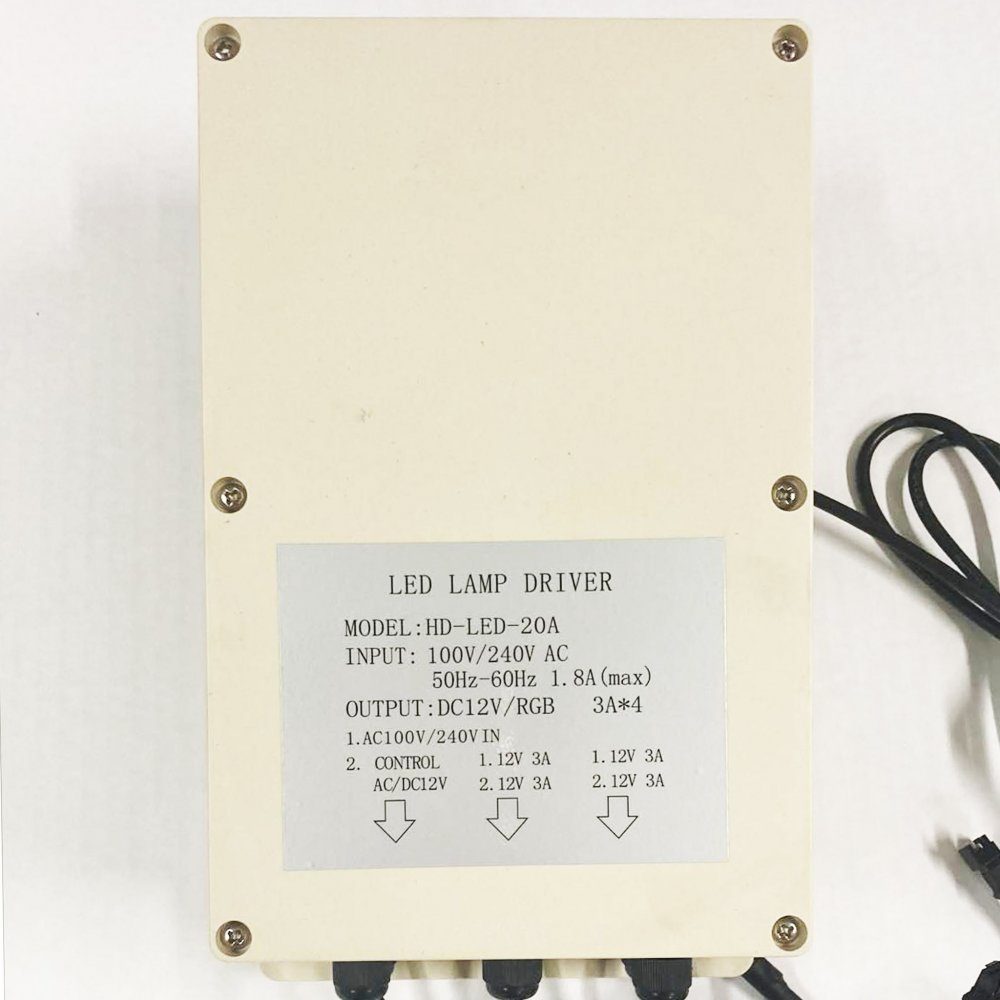 LED LAMP DRIVER
MODEL:HD-LED-20A
INPUT: 100V/240V AC
50Hz-60Hz 1.8A(max)
OUTPUT:DC12V/RGB 3A*4
1.AC100V/240V IN
2. CONTROL 1.12V 3A 1.12V 3A
AC/DC12V 2.12V 3A 2.12V 3A